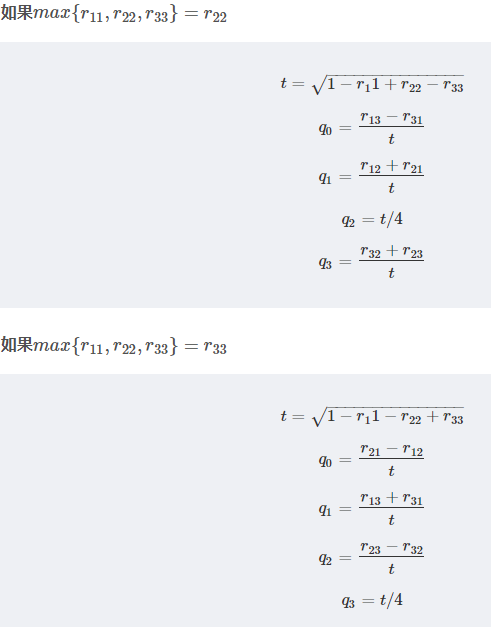 如果max{r₁₁, r₂₂, r₃₃} = r₂₂
t = √(1 − r₁1 + r₂₂ − r₃₃)
q₀ = (r₁₃ − r₃₁)/t
q₁ = (r₁₂ + r₂₁)/t
q₂ = t/4
q₃ = (r₃₂ + r₂₃)/t
如果max{r₁₁, r₂₂, r₃₃} = r₃₃
t = √(1 − r₁1 − r₂₂ + r₃₃)
q₀ = (r₂₁ − r₁₂)/t
q₁ = (r₁₃ + r₃₁)/t
q₂ = (r₂₃ − r₃₂)/t
q₃ = t/4